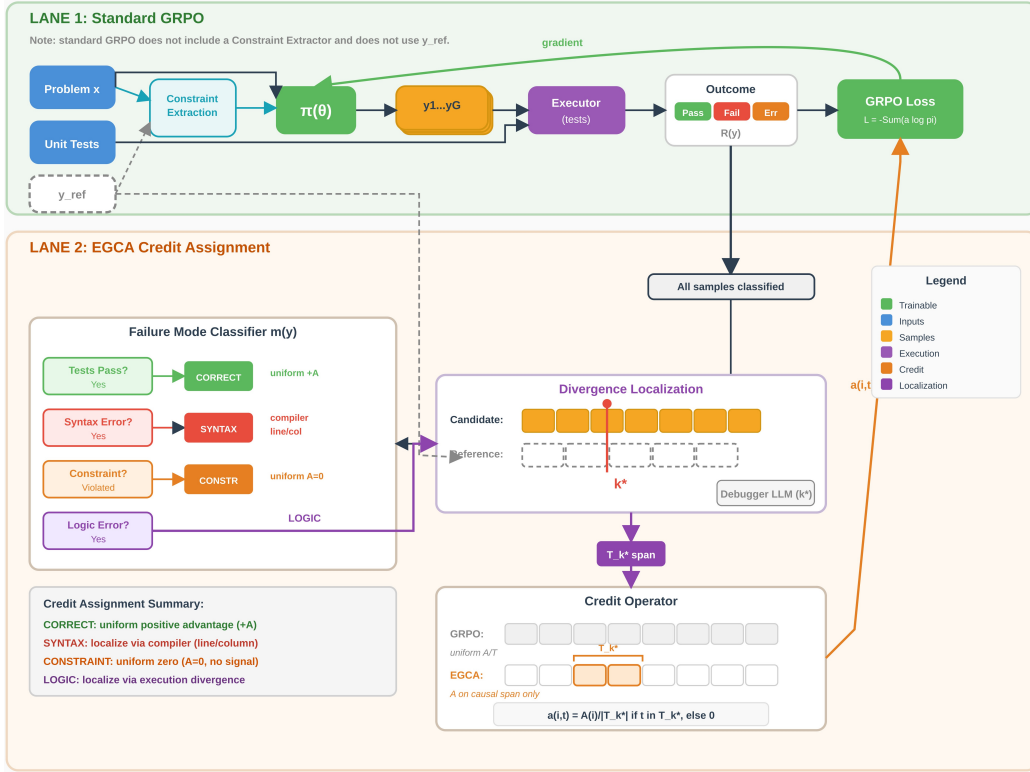 LANE 1: Standard GRPO
Note: standard GRPO does not include a Constraint Extractor and does not use y_ref.
gradient
Problem x
Unit Tests
y_ref
Constraint
Extraction
π(θ)
y1...yG
Executor
(tests)
Outcome
Pass
Fail
Err
R(y)
GRPO Loss
L = -Sum(a log pi)
LANE 2: EGCA Credit Assignment
All samples classified
Legend
Trainable
Inputs
Samples
Execution
Credit
Localization
a(i,t
Failure Mode Classifier m(y)
Tests Pass?
Yes
CORRECT
uniform +A
Syntax Error?
Yes
SYNTAX
compiler
line/col
Constraint?
Violated
CONSTR
uniform A=0
Logic Error?
Yes
LOGIC
Divergence Localization
Candidate:
Reference:
k*
Debugger LLM (k*)
T_k* span
Credit Assignment Summary:
CORRECT: uniform positive advantage (+A)
SYNTAX: localize via compiler (line/column)
CONSTRAINT: uniform zero (A=0, no signal)
LOGIC: localize via execution divergence
Credit Operator
GRPO:
uniform A/T
T_k*
EGCA:
A on causal span only
a(i,t) = A(i)/|T_k*| if t in T_k*, else 0